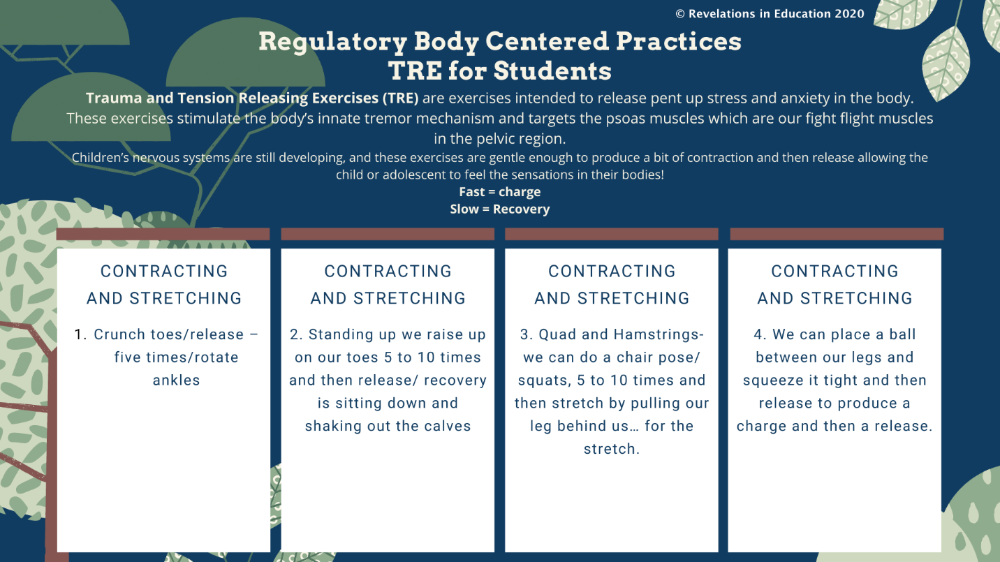 © Revelations in Education 2020
Regulatory Body Centered Practices
TRE for Students
Trauma and Tension Releasing Exercises (TRE) are exercises intended to release pent up stress and anxiety in the body.
These exercises stimulate the body's innate tremor mechanism and targets the psoas muscles which are our fight flight muscles
in the pelvic region.
Children's nervous systems are still developing, and these exercises are gentle enough to produce a bit of contraction and then release allowing the
child or adolescent to feel the sensations in their bodies!
Fast = charge
Slow = Recovery
CONTRACTING
AND STRETCHING
1. Crunch toes/release –
five times/rotate
ankles
CONTRACTING
AND STRETCHING
2. Standing up we raise up
on our toes 5 to 10 times
and then release/ recovery
is sitting down and
shaking out the calves
CONTRACTING
AND STRETCHING
3. Quad and Hamstrings-
we can do a chair pose/
squats, 5 to 10 times and
then stretch by pulling our
leg behind us… for the
stretch.
CONTRACTING
AND STRETCHING
4. We can place a ball
between our legs and
squeeze it tight and then
release to produce a
charge and then a release.